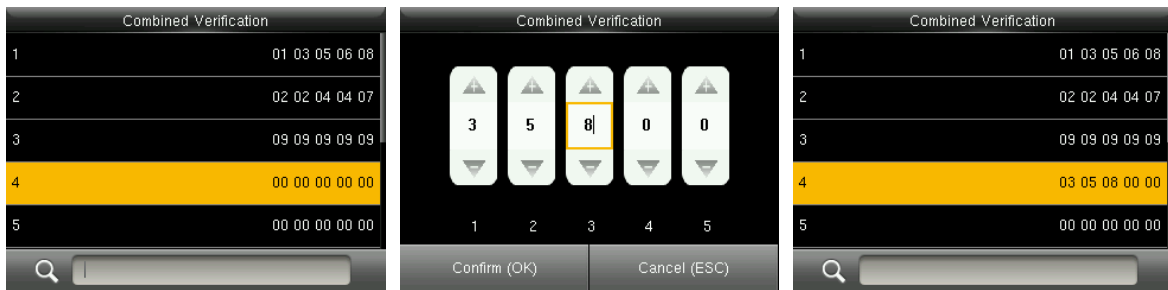 Combined Verification
1 01 03 05 06 08
2 02 02 04 04 07
3 09 09 09 09 09
4 00 00 00 00 00
5 00 00 00 00 00
Combined Verification
3 5 8 0 0
1 2 3 4 5
Confirm (OK) Cancel (ESC)
Combined Verification
1 01 03 05 06 08
2 02 02 04 04 07
3 09 09 09 09 09
4 03 05 08 00 00
5 00 00 00 00 00